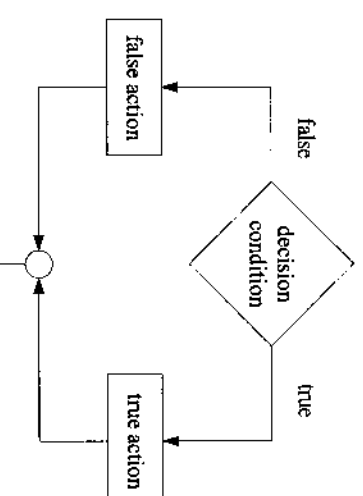 false
decision
condition
true
false action
true action